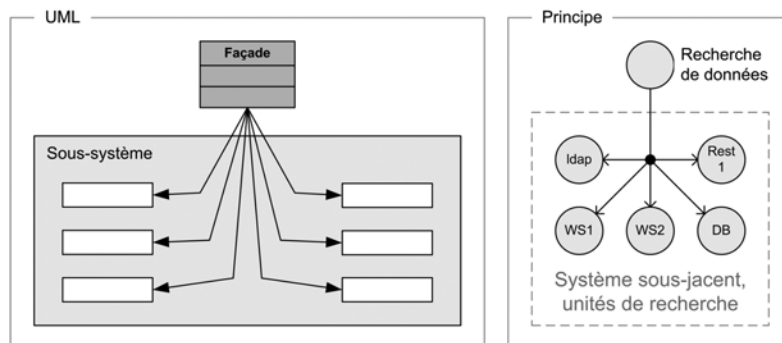 UML
Façade
Sous-système
Principe
Recherche
de données
ldap
Rest
1
WS1
WS2
DB
Système sous-jacent,
unités de recherche